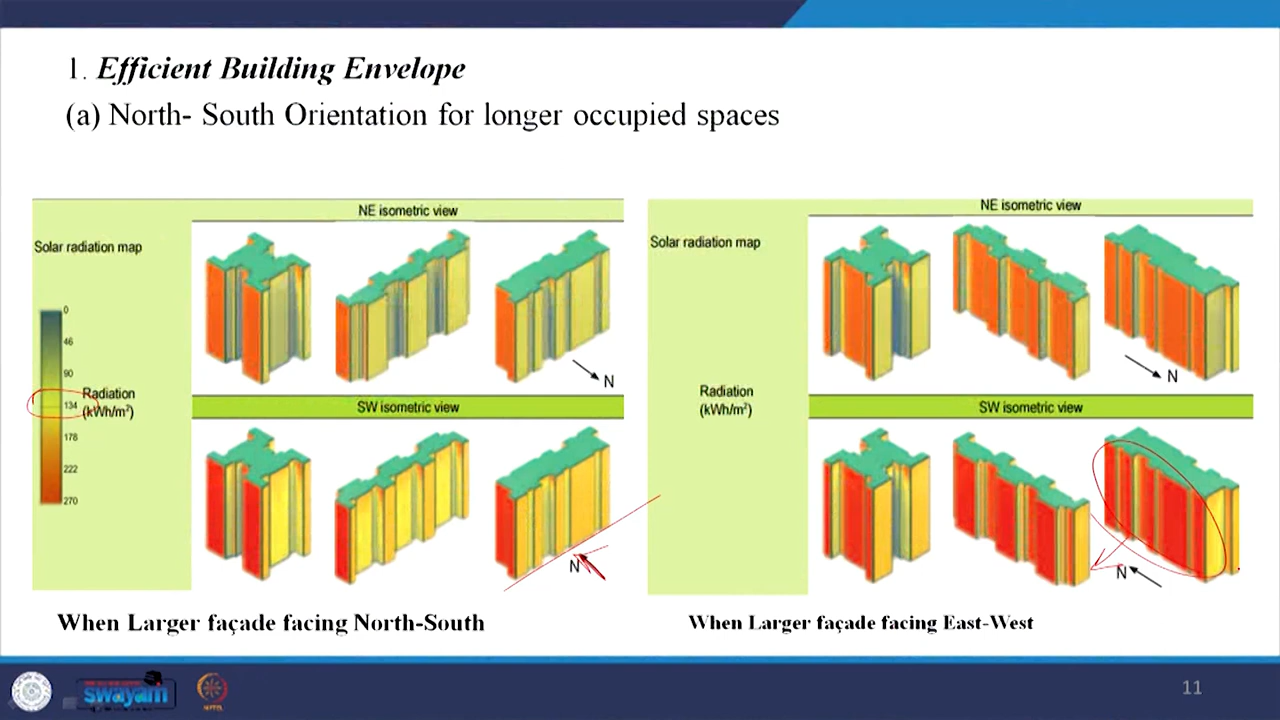 1. Efficient Building Envelope
(a) North- South Orientation for longer occupied spaces
NE isometric view
Solar radiation map
0
46
90
134
178
222
270
Radiation
(kWh/m²)
N
SW isometric view
N
When Larger façade facing North-South
NE isometric view
Solar radiation map
N
Radiation
(kWh/m²)
SW isometric view
N
When Larger façade facing East-West
swayam
11